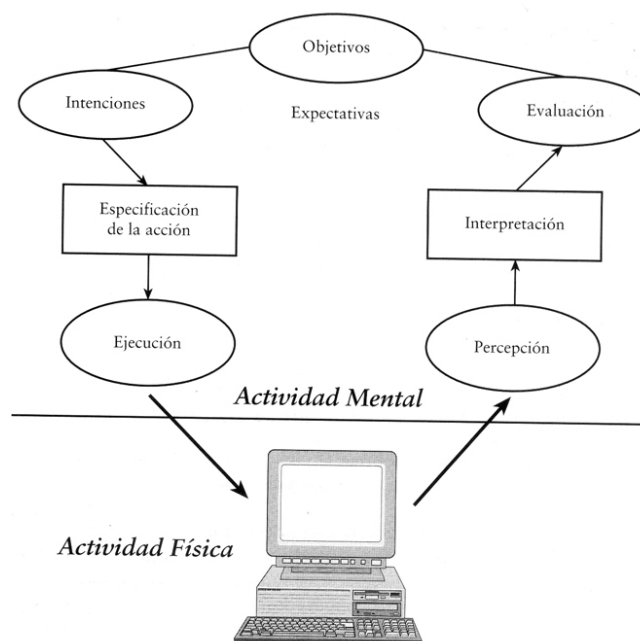 Objetivos
Intenciones
Expectativas
Evaluación
Especificación
de la acción
Interpretación
Ejecución
Percepción
Actividad Mental
Actividad Física